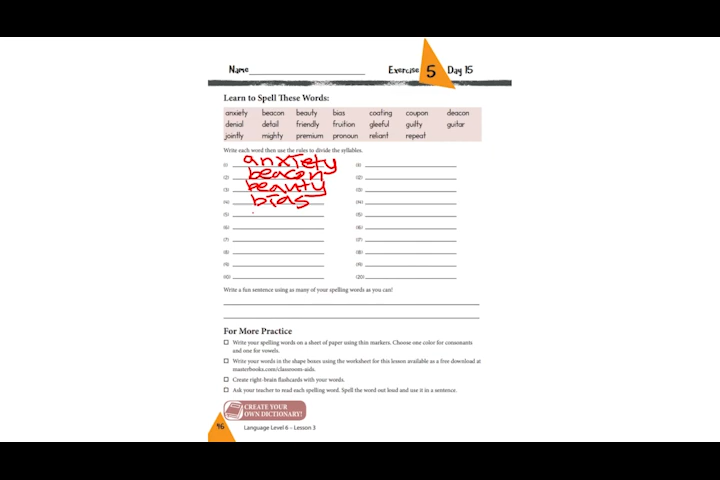 Name Exercise 5 Day 15
Learn to Spell These Words:
anxiety beacon beauty bias coating coupon deacon
denial detail friendly fruition gleeful guilty guitar
jointly mighty premium pronoun reliant repeat
Write each word then use the rules to divide the syllables.
(1) anxiety (11)
(2) beacon (12)
(3) beauty (13)
(4) bias (14)
(5) (15)
(6) (16)
(7) (17)
(8) (18)
(9) (19)
(10) (20)
Write a fun sentence using as many of your spelling words as you can!
For More Practice
Write your spelling words on a sheet of paper using thin markers. Choose one color for consonants
and one for vowels.
Write your words in the shape boxes using the worksheet for this lesson available as a free download at
masterbooks.com/classroom-aids.
Create right-brain flashcards with your words.
Ask your teacher to read each spelling word. Spell the word out loud and use it in a sentence.
CREATE YOUR
OWN DICTIONARY!
96 Language Level 6 – Lesson 3